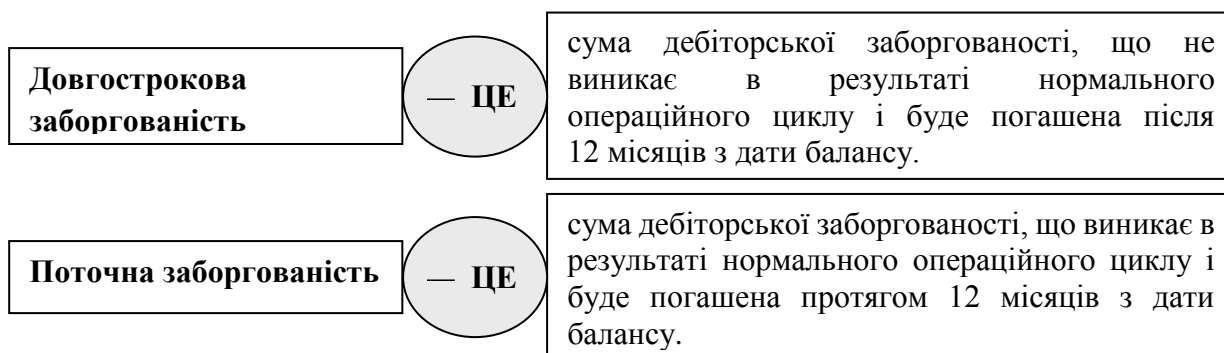 Довгострокова
заборгованість
— ЦЕ
сума дебіторської заборгованості, що не
виникає в результаті нормального
операційного циклу і буде погашена після
12 місяців з дати балансу.
Поточна заборгованість
— ЦЕ
сума дебіторської заборгованості, що виникає в
результаті нормального операційного циклу і
буде погашена протягом 12 місяців з дати
балансу.